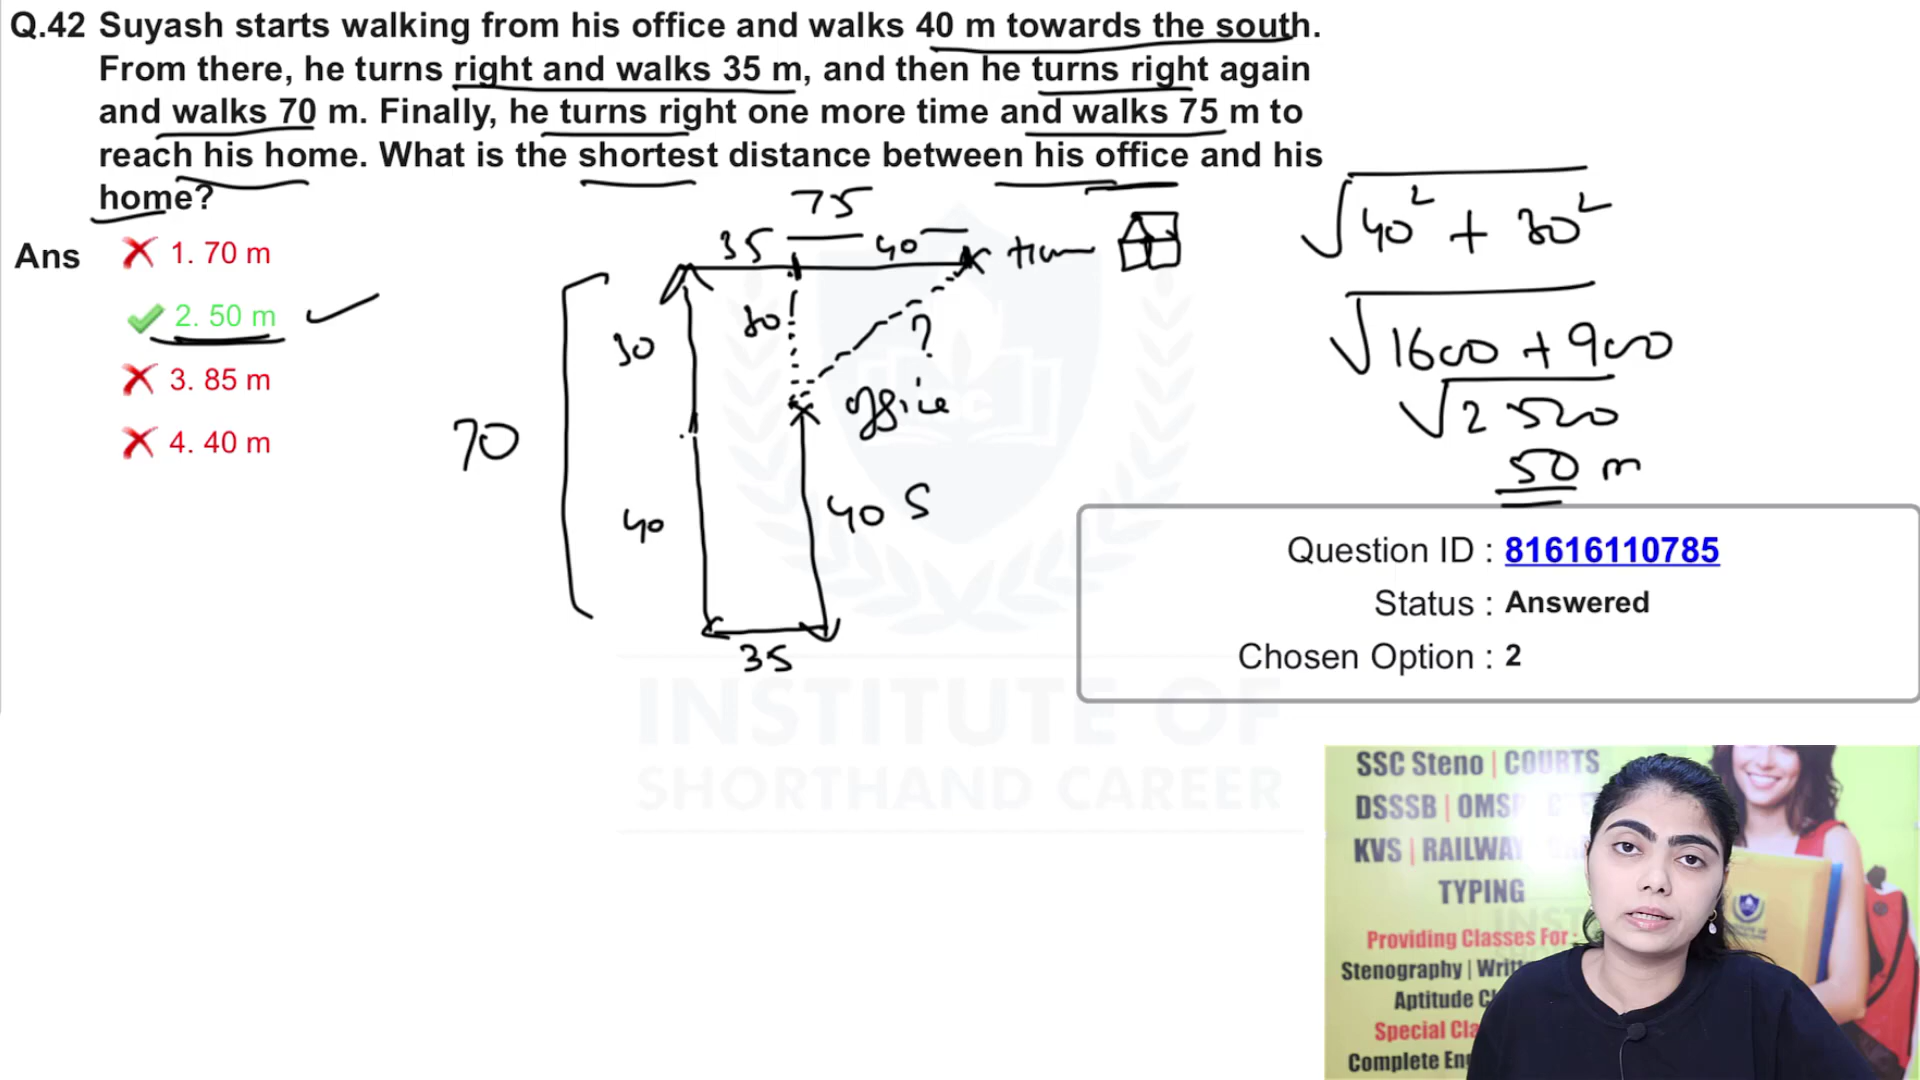 Q.42 Suyash starts walking from his office and walks 40 m towards the south.
From there, he turns right and walks 35 m, and then he turns right again
and walks 70 m. Finally, he turns right one more time and walks 75 m to
reach his home. What is the shortest distance between his office and his
home?
Ans 1. 70 m
2. 50 m
3. 85 m
4. 40 m
75
35 40
30
30
?
office
70
40
40 S
35
√40² + 30²
√1600 + 900
√2500
50 m
Question ID : 81616110785
Status : Answered
Chosen Option : 2
INSTITUTE OF
SHORTHAND CAREER
SSC Steno | COURTS
DSSSB |
KVS | RAILWAY
TYPING
Providing Classes For
Stenography |
Aptitude
Special
Complete